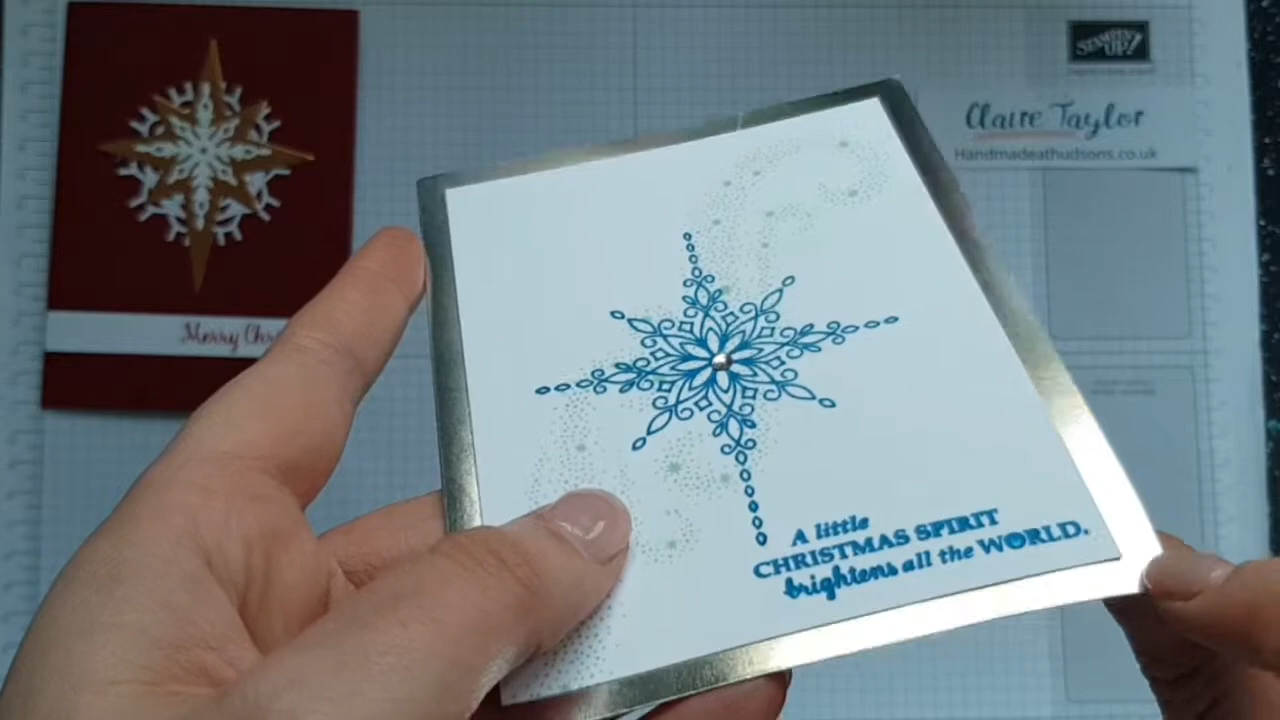 STAMPIN' UP!
Claire Taylor
Handmadeathudsons.co.uk
Merry Chr
A little
CHRISTMAS SPIRIT
brightens all the WORLD.